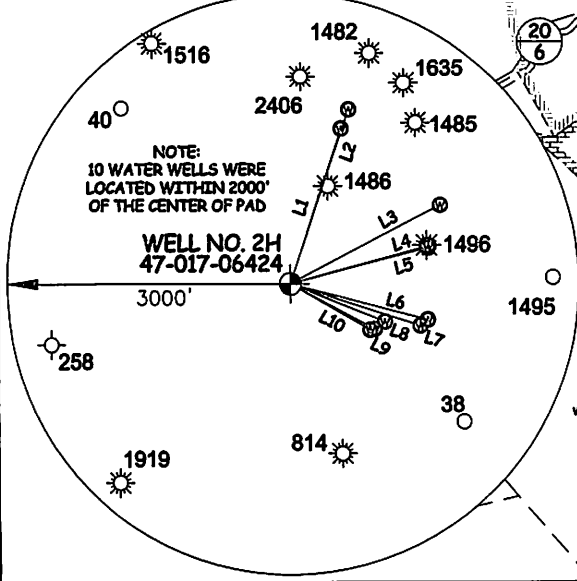 20
6
1516
1482
1635
2406
40
1485
NOTE:
10 WATER WELLS WERE
LOCATED WITHIN 2000'
OF THE CENTER OF PAD
W
W
L2
1486
L1
W
L3
WELL NO. 2H
47-017-06424
L4
W
1496
L5
3000'
1495
L6
W
W
L7
W
L8
W
L9
L10
258
38
814
1919